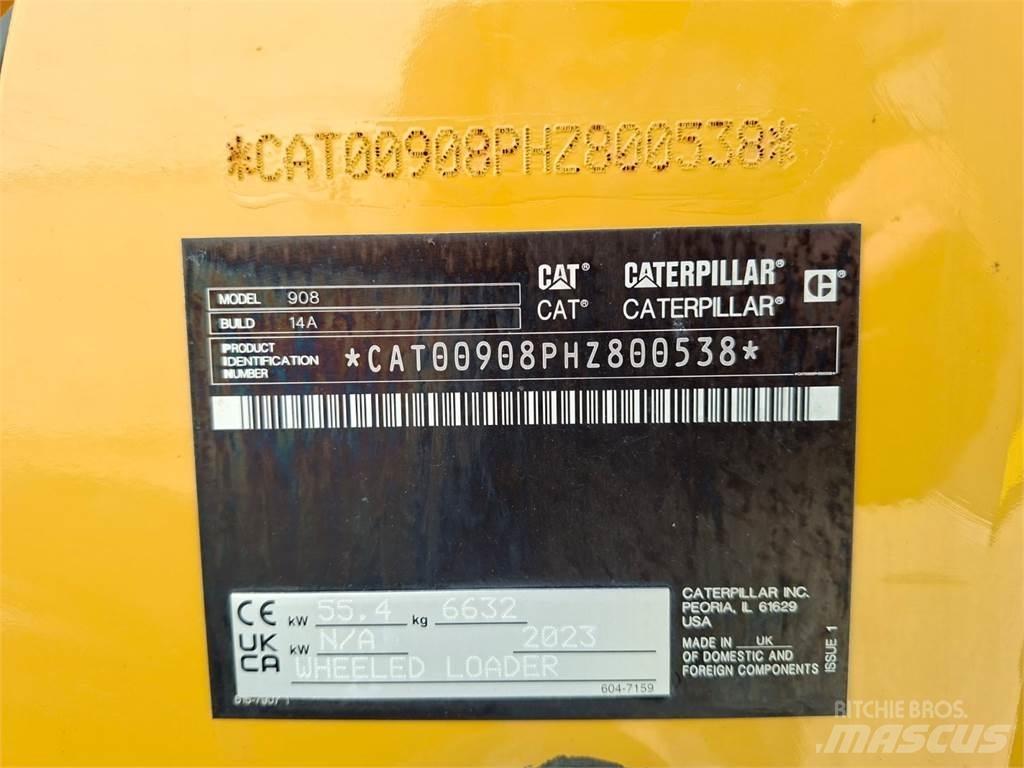 *CAT00908PHZ800538*
CAT® CATERPILLAR® C®
CAT® CATERPILLAR®
MODEL 908
BUILD 14A
PRODUCT
IDENTIFICATION
NUMBER
*CAT00908PHZ800538*
CE kW 55.4 kg 6632
UK
CA kW N/A 2023
WHEELED LOADER
604-7159
CATERPILLAR INC.
PEORIA, IL 61629
USA
MADE IN UK
OF DOMESTIC AND
FOREIGN COMPONENTS
ISSUE 1
RITCHIE BROS.
MASCUS